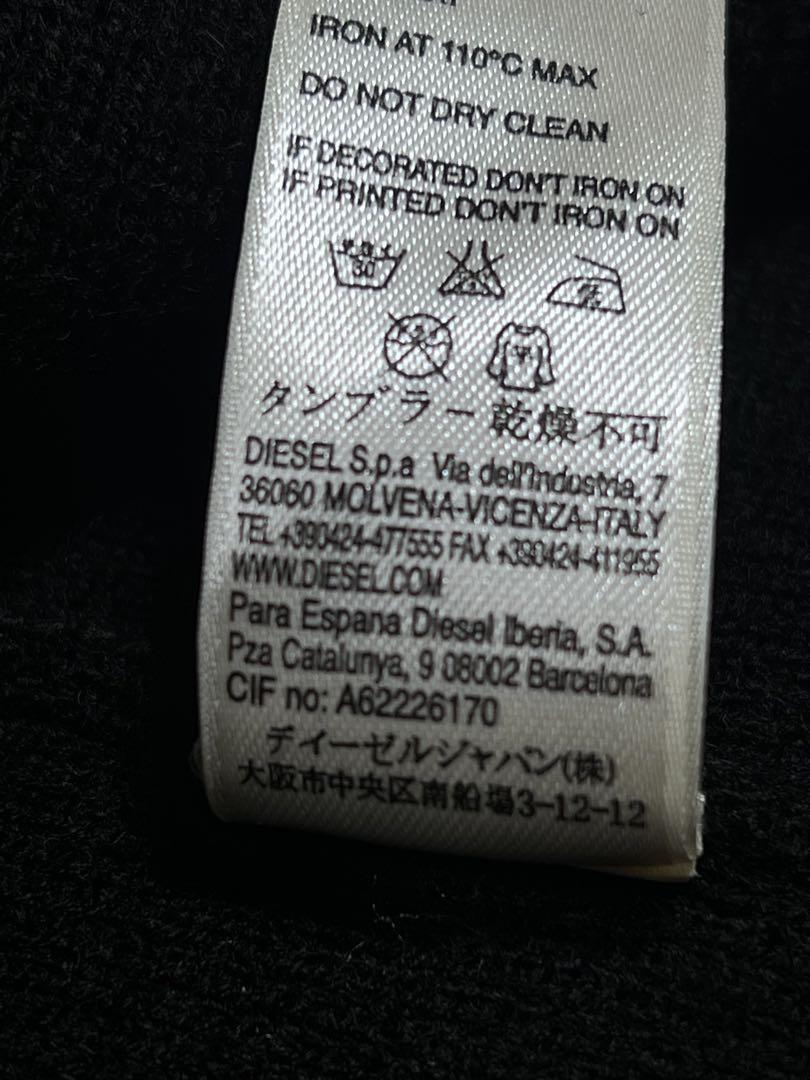 IRON AT 110°C MAX
DO NOT DRY CLEAN
IF DECORATED DON'T IRON ON
IF PRINTED DON'T IRON ON
30
タンブラー乾燥不可
DIESEL S.p.a Via dell'Industria, 7
36060 MOLVENA-VICENZA-ITALY
TEL +390424-477555 FAX +390424-411955
WWW.DIESEL.COM
Para Espana Diesel Iberia, S.A.
Pza Catalunya, 9 08002 Barcelona
CIF no: A62226170
ディーゼルジャパン(株)
大阪市中央区南船場3-12-12